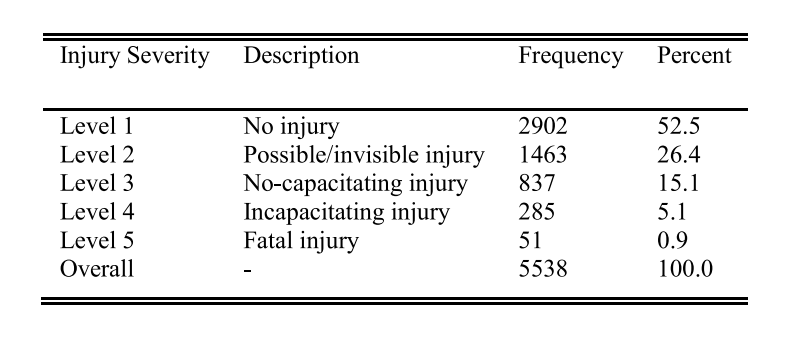 Injury Severity Description Frequency Percent
Level 1 No injury 2902 52.5
Level 2 Possible/invisible injury 1463 26.4
Level 3 No-capacitating injury 837 15.1
Level 4 Incapacitating injury 285 5.1
Level 5 Fatal injury 51 0.9
Overall - 5538 100.0